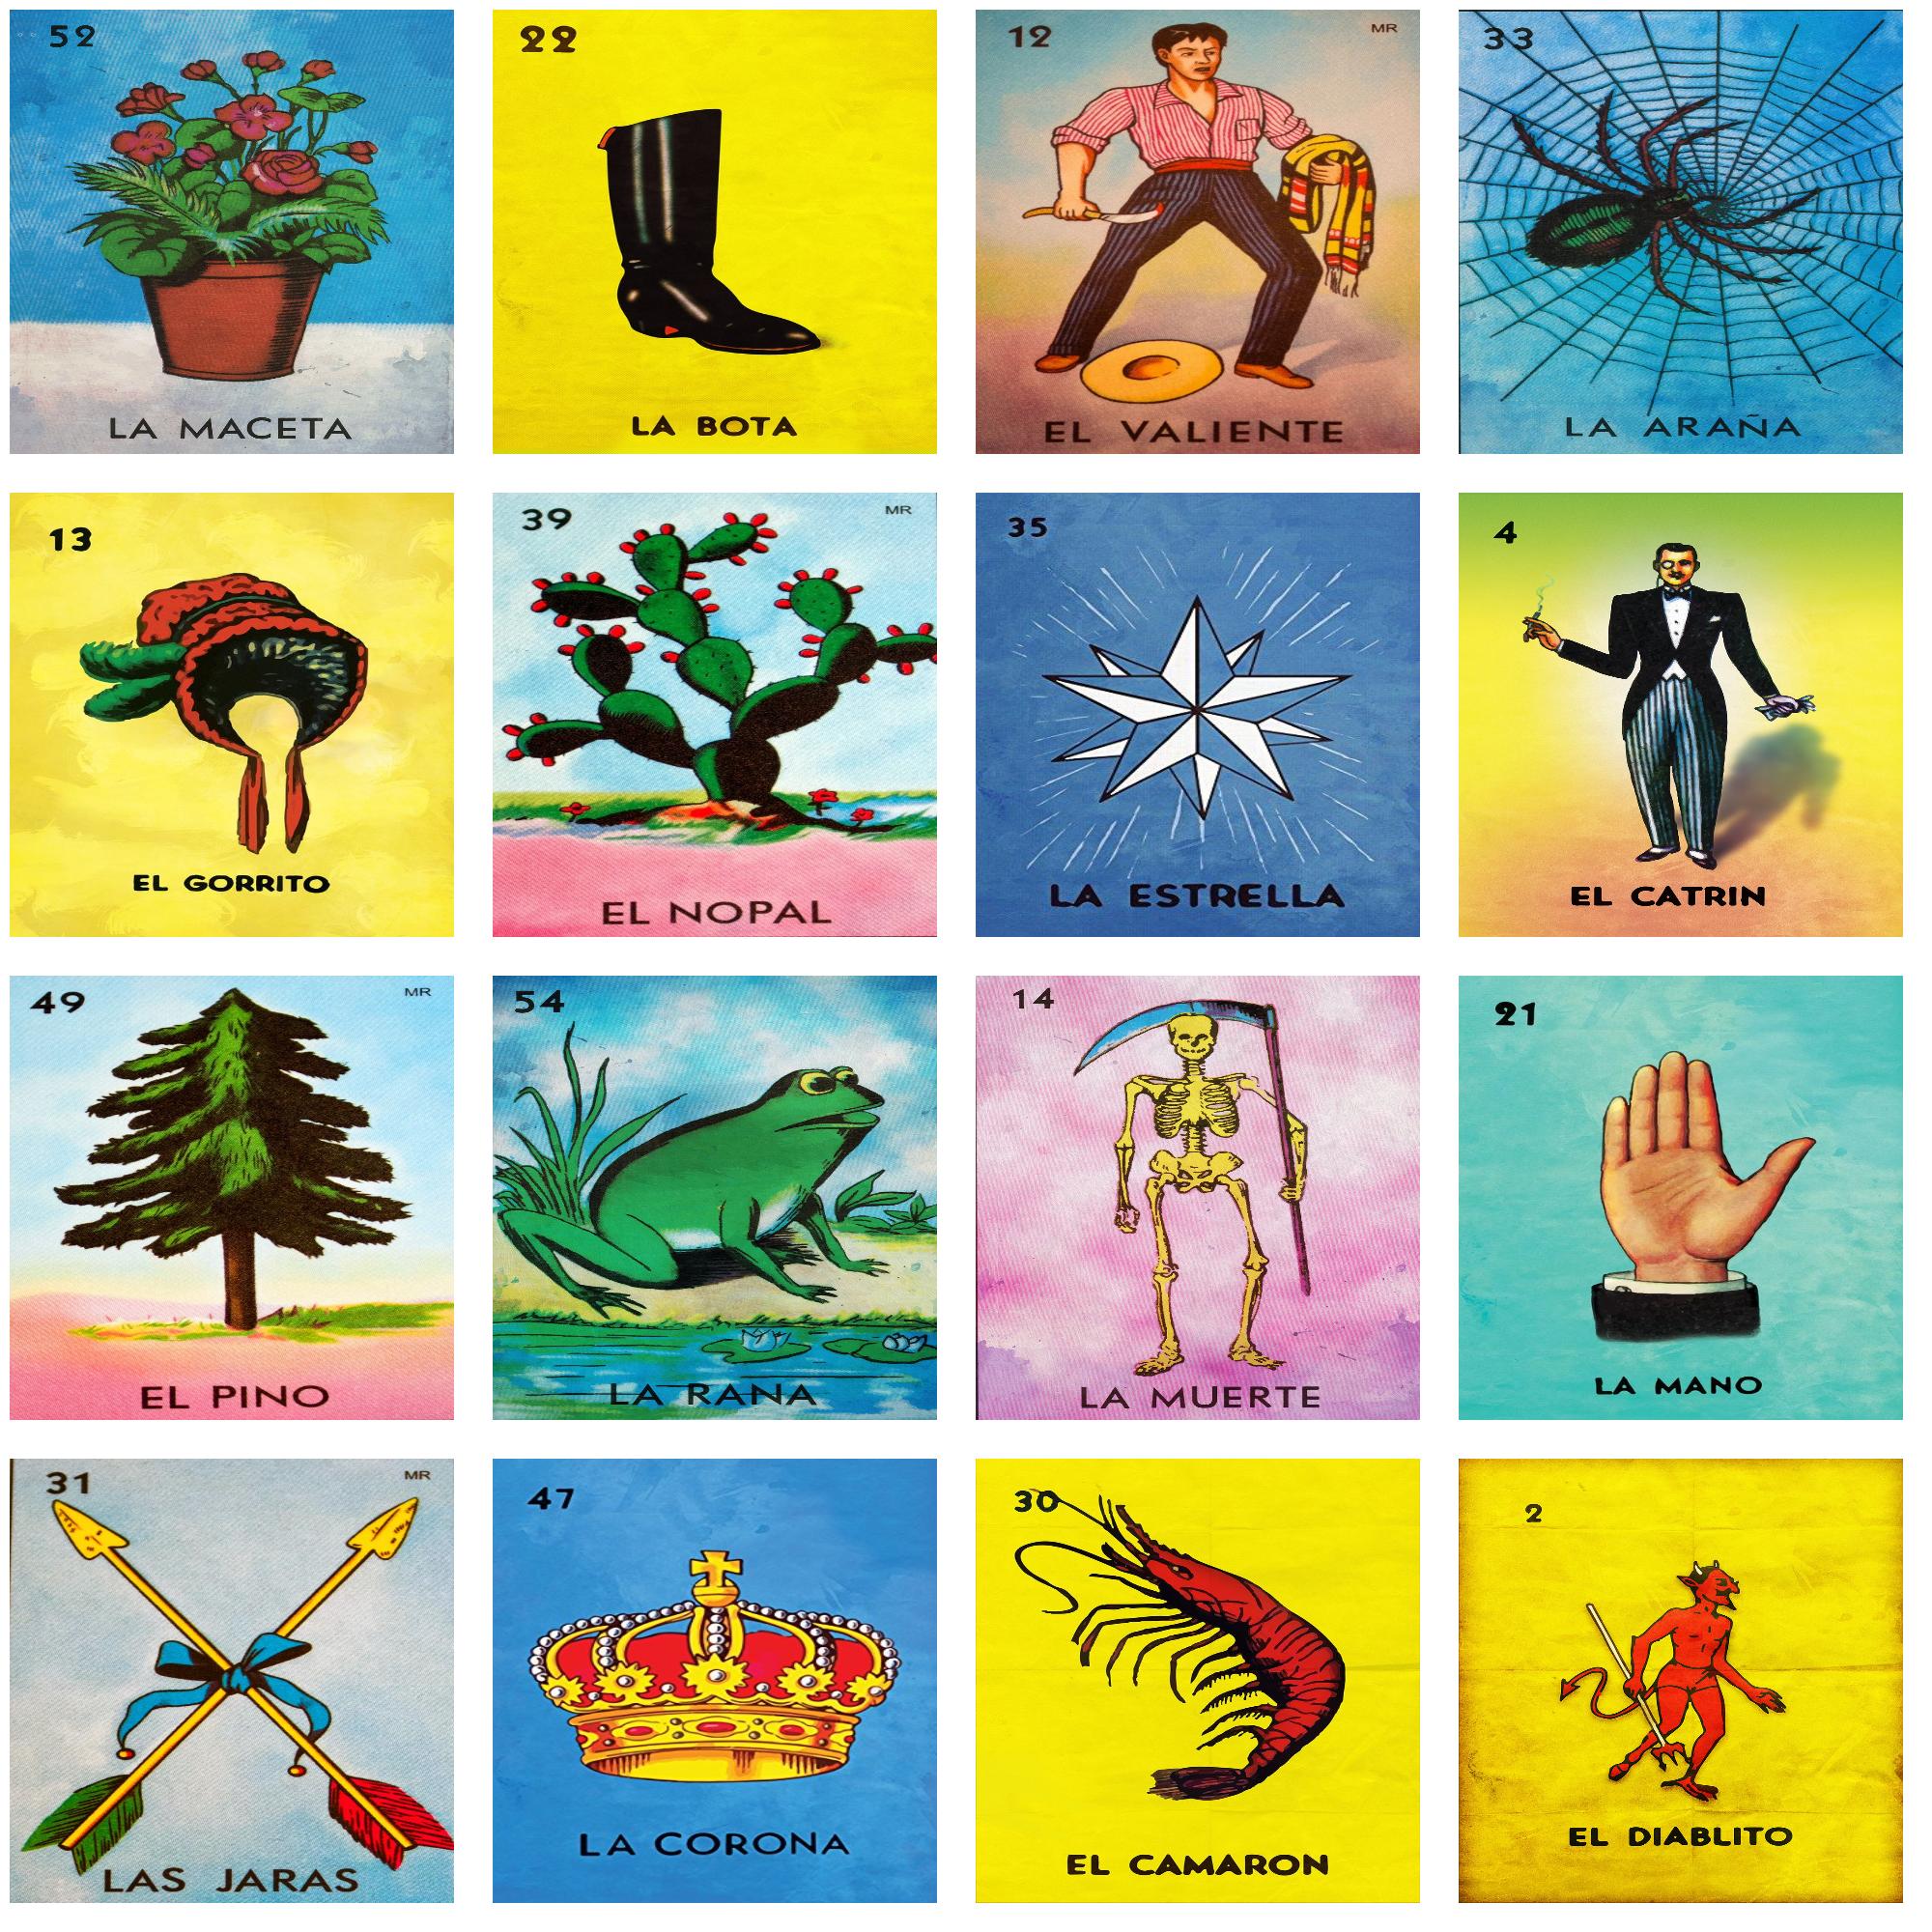 52
LA MACETA
22
LA BOTA
12
MR
EL VALIENTE
33
LA ARAÑA
13
EL GORRITO
39
MR
EL NOPAL
35
LA ESTRELLA
4
EL CATRIN
49
MR
EL PINO
54
LA RANA
14
LA MUERTE
21
LA MANO
31
MR
LAS JARAS
47
LA CORONA
30
EL CAMARON
2
EL DIABLITO